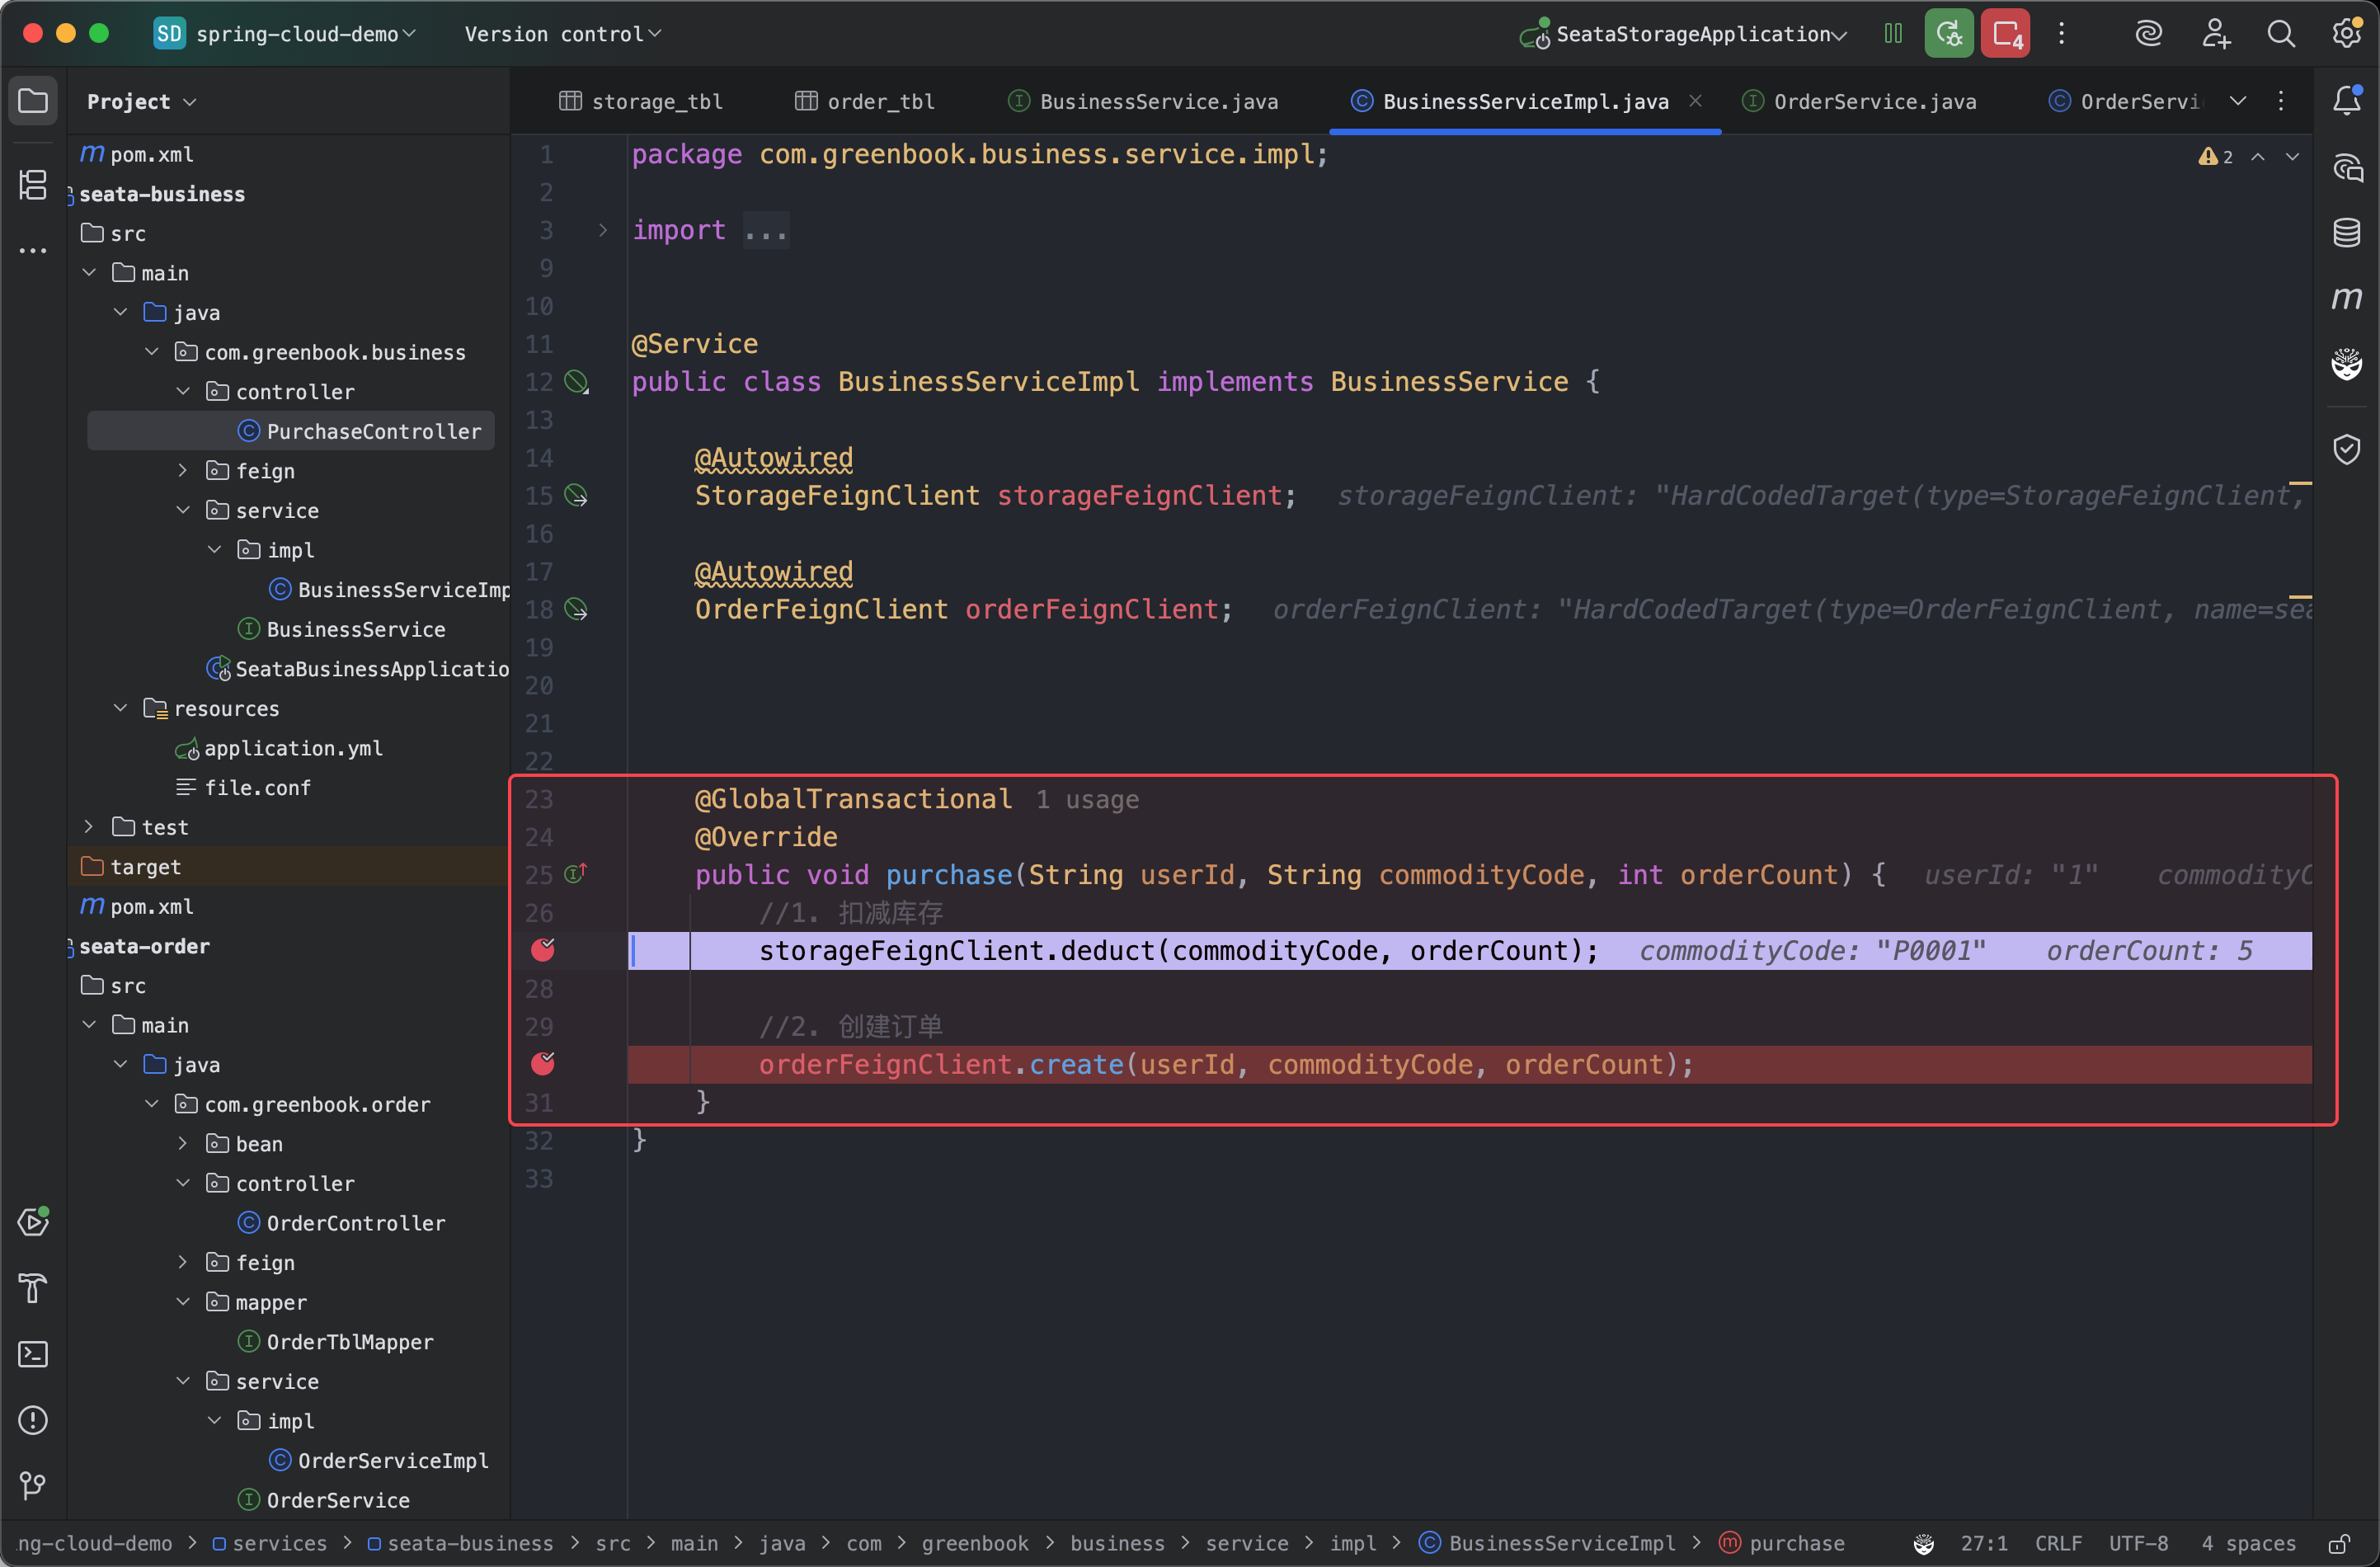 SD spring-cloud-demo Version control SeataStorageApplication 4
Project
storage_tbl order_tbl BusinessService.java BusinessServiceImpl.java OrderService.java OrderServi
pom.xml
seata-business
src
main
java
com.greenbook.business
controller
PurchaseController
feign
service
impl
BusinessServiceImp
BusinessService
SeataBusinessApplicatio
resources
application.yml
file.conf
test
target
pom.xml
seata-order
src
main
java
com.greenbook.order
bean
controller
OrderController
feign
mapper
OrderTblMapper
service
impl
OrderServiceImpl
OrderService
2
1 package com.greenbook.business.service.impl;
2
3 import ...
9
10
11 @Service
12 public class BusinessServiceImpl implements BusinessService {
13
14 @Autowired
15 StorageFeignClient storageFeignClient; storageFeignClient: "HardCodedTarget(type=StorageFeignClient,
16
17 @Autowired
18 OrderFeignClient orderFeignClient; orderFeignClient: "HardCodedTarget(type=OrderFeignClient, name=sea
19
20
21
22
23 @GlobalTransactional 1 usage
24 @Override
25 public void purchase(String userId, String commodityCode, int orderCount) { userId: "1" commodityC
26 //1. 扣减库存
storageFeignClient.deduct(commodityCode, orderCount); commodityCode: "P0001" orderCount: 5
28
29 //2. 创建订单
orderFeignClient.create(userId, commodityCode, orderCount);
31 }
32 }
33
ng-cloud-demo > services > seata-business > src > main > java > com > greenbook > business > service > impl > BusinessServiceImpl > purchase 27:1 CRLF UTF-8 4 spaces